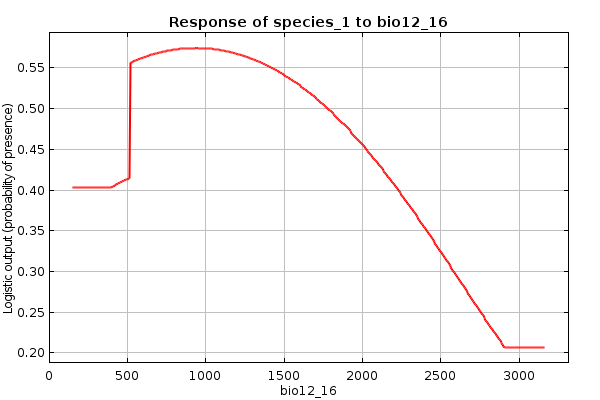 Response of species_1 to bio12_16
Logistic output (probability of presence)
0.55
0.50
0.45
0.40
0.35
0.30
0.25
0.20
0 500 1000 1500 2000 2500 3000
bio12_16